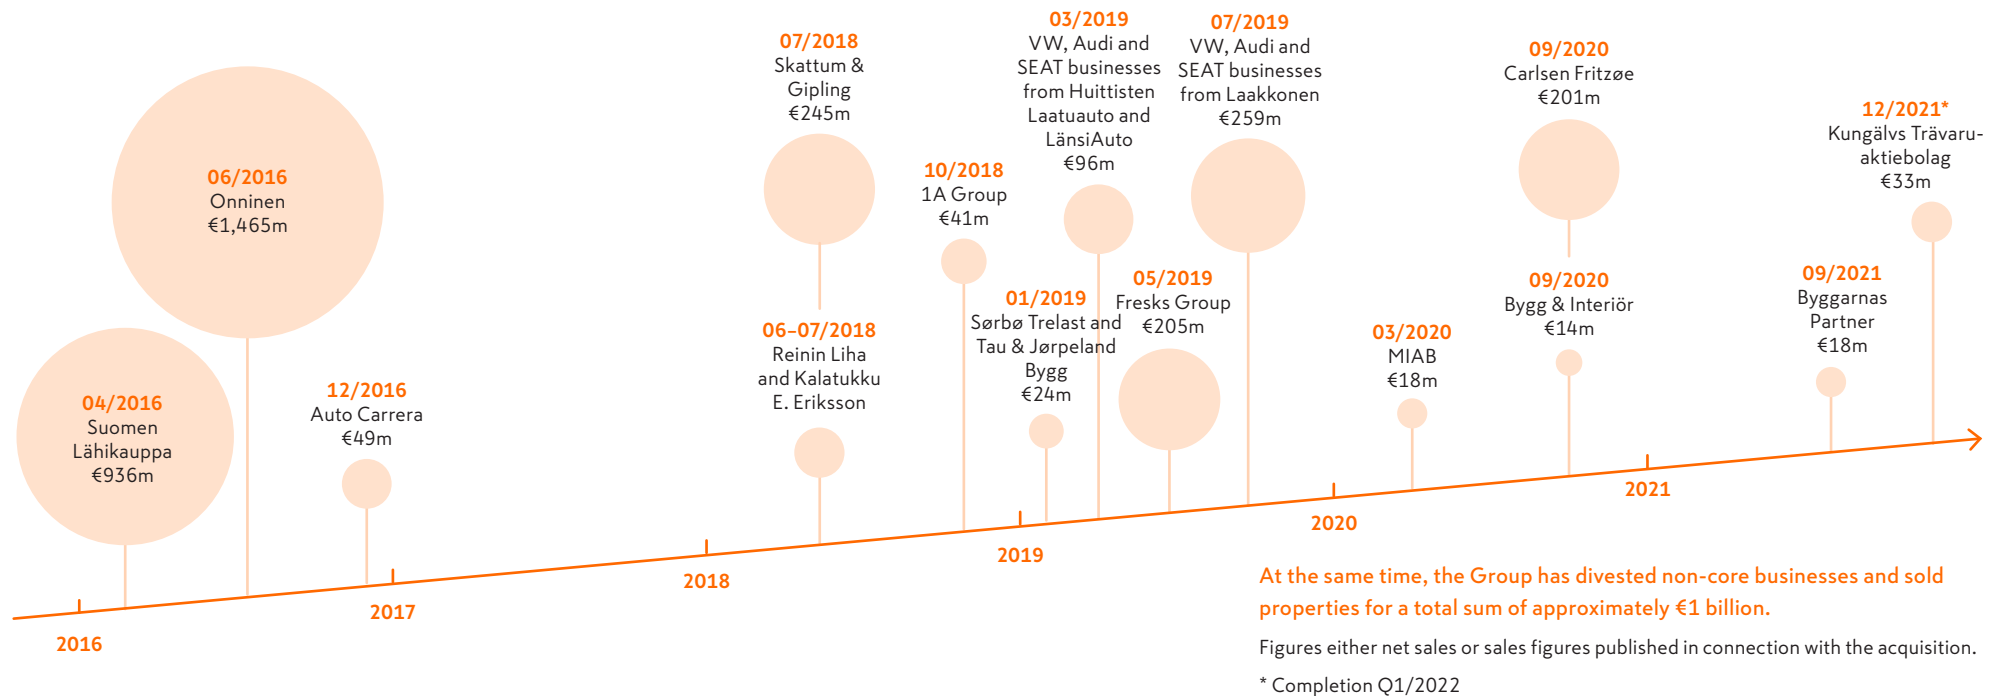 04/2016
Suomen
Lähikauppa
€936m
06/2016
Onninen
€1,465m
12/2016
Auto Carrera
€49m
07/2018
Skattum &
Gipling
€245m
06–07/2018
Reinin Liha
and Kalatukku
E. Eriksson
10/2018
1A Group
€41m
01/2019
Sørbø Trelast and
Tau & Jørpeland
Bygg
€24m
03/2019
VW, Audi and
SEAT businesses
from Huittisten
Laatuauto and
LänsiAuto
€96m
05/2019
Fresks Group
€205m
07/2019
VW, Audi and
SEAT businesses
from Laakkonen
€259m
03/2020
MIAB
€18m
09/2020
Carlsen Fritzøe
€201m
09/2020
Bygg & Interiör
€14m
09/2021
Byggarnas
Partner
€18m
12/2021*
Kungälvs Trävaru-
aktiebolag
€33m
2016
2017
2018
2019
2020
2021
At the same time, the Group has divested non-core businesses and sold
properties for a total sum of approximately €1 billion.
Figures either net sales or sales figures published in connection with the acquisition.
* Completion Q1/2022